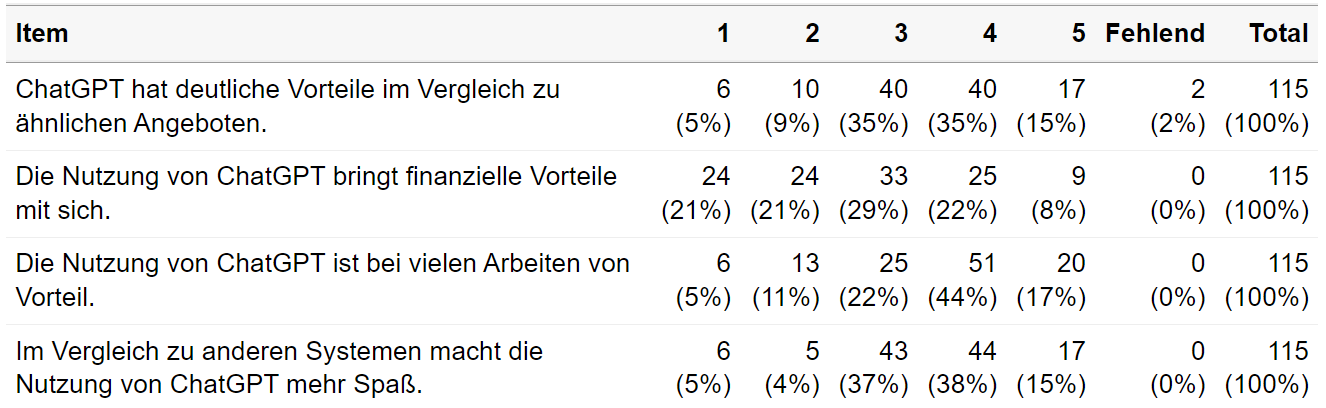 Item 1 2 3 4 5 Fehlend Total
ChatGPT hat deutliche Vorteile im Vergleich zu 6 10 40 40 17 2 115
ähnlichen Angeboten. (5%) (9%) (35%) (35%) (15%) (2%) (100%)
Die Nutzung von ChatGPT bringt finanzielle Vorteile 24 24 33 25 9 0 115
mit sich. (21%) (21%) (29%) (22%) (8%) (0%) (100%)
Die Nutzung von ChatGPT ist bei vielen Arbeiten von 6 13 25 51 20 0 115
Vorteil. (5%) (11%) (22%) (44%) (17%) (0%) (100%)
Im Vergleich zu anderen Systemen macht die 6 5 43 44 17 0 115
Nutzung von ChatGPT mehr Spaß. (5%) (4%) (37%) (38%) (15%) (0%) (100%)